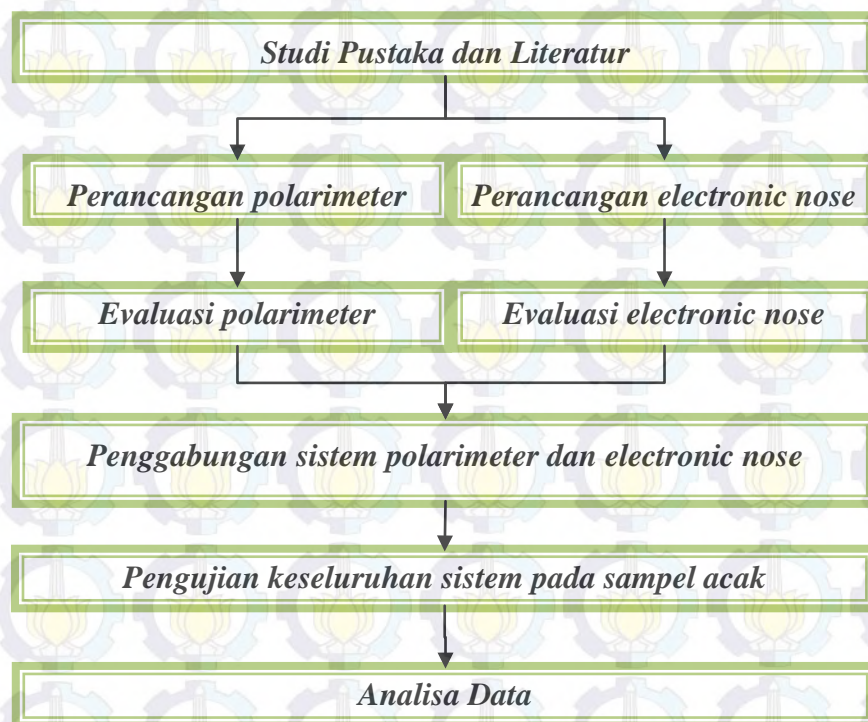 Studi Pustaka dan Literatur
Perancangan polarimeter
Perancangan electronic nose
Evaluasi polarimeter
Evaluasi electronic nose
Penggabungan sistem polarimeter dan electronic nose
Pengujian keseluruhan sistem pada sampel acak
Analisa Data